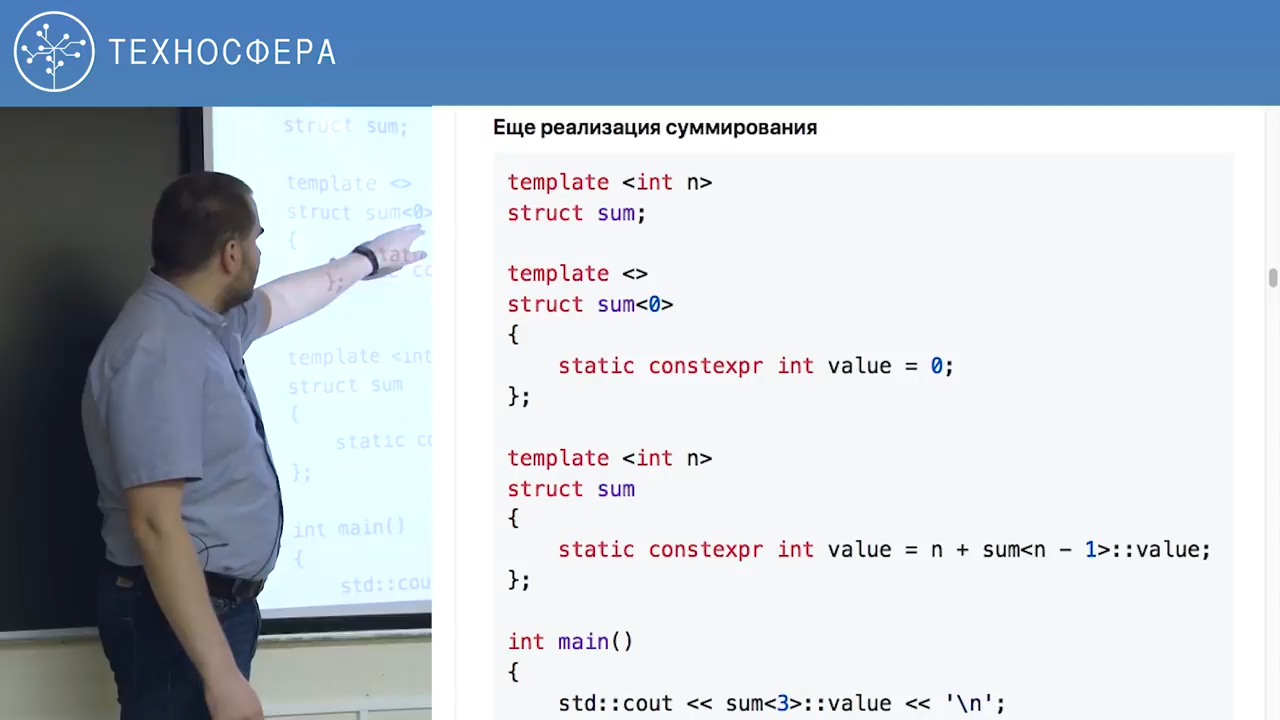 ТЕХНОСФЕРА
struct sum;
template <>
struct sum<0>
{
};
template <int
struct sum
{
static co
};
int main()
{
std::cou
Еще реализация суммирования
template <int n>
struct sum;
template <>
struct sum<0>
{
static constexpr int value = 0;
};
template <int n>
struct sum
{
static constexpr int value = n + sum<n - 1>::value;
};
int main()
{
std::cout << sum<3>::value << '\n';